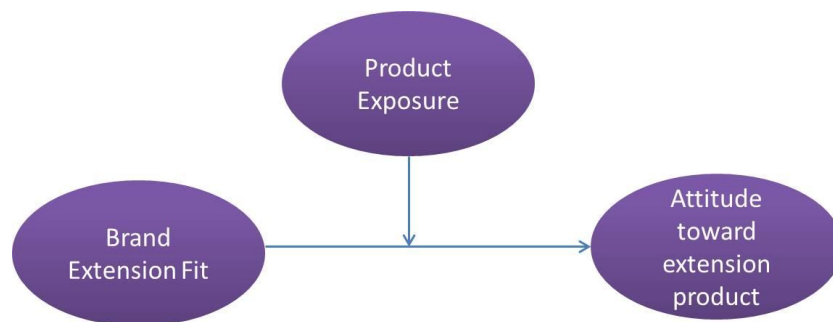 Product
Exposure
Brand
Extension Fit
Attitude
toward
extension
product